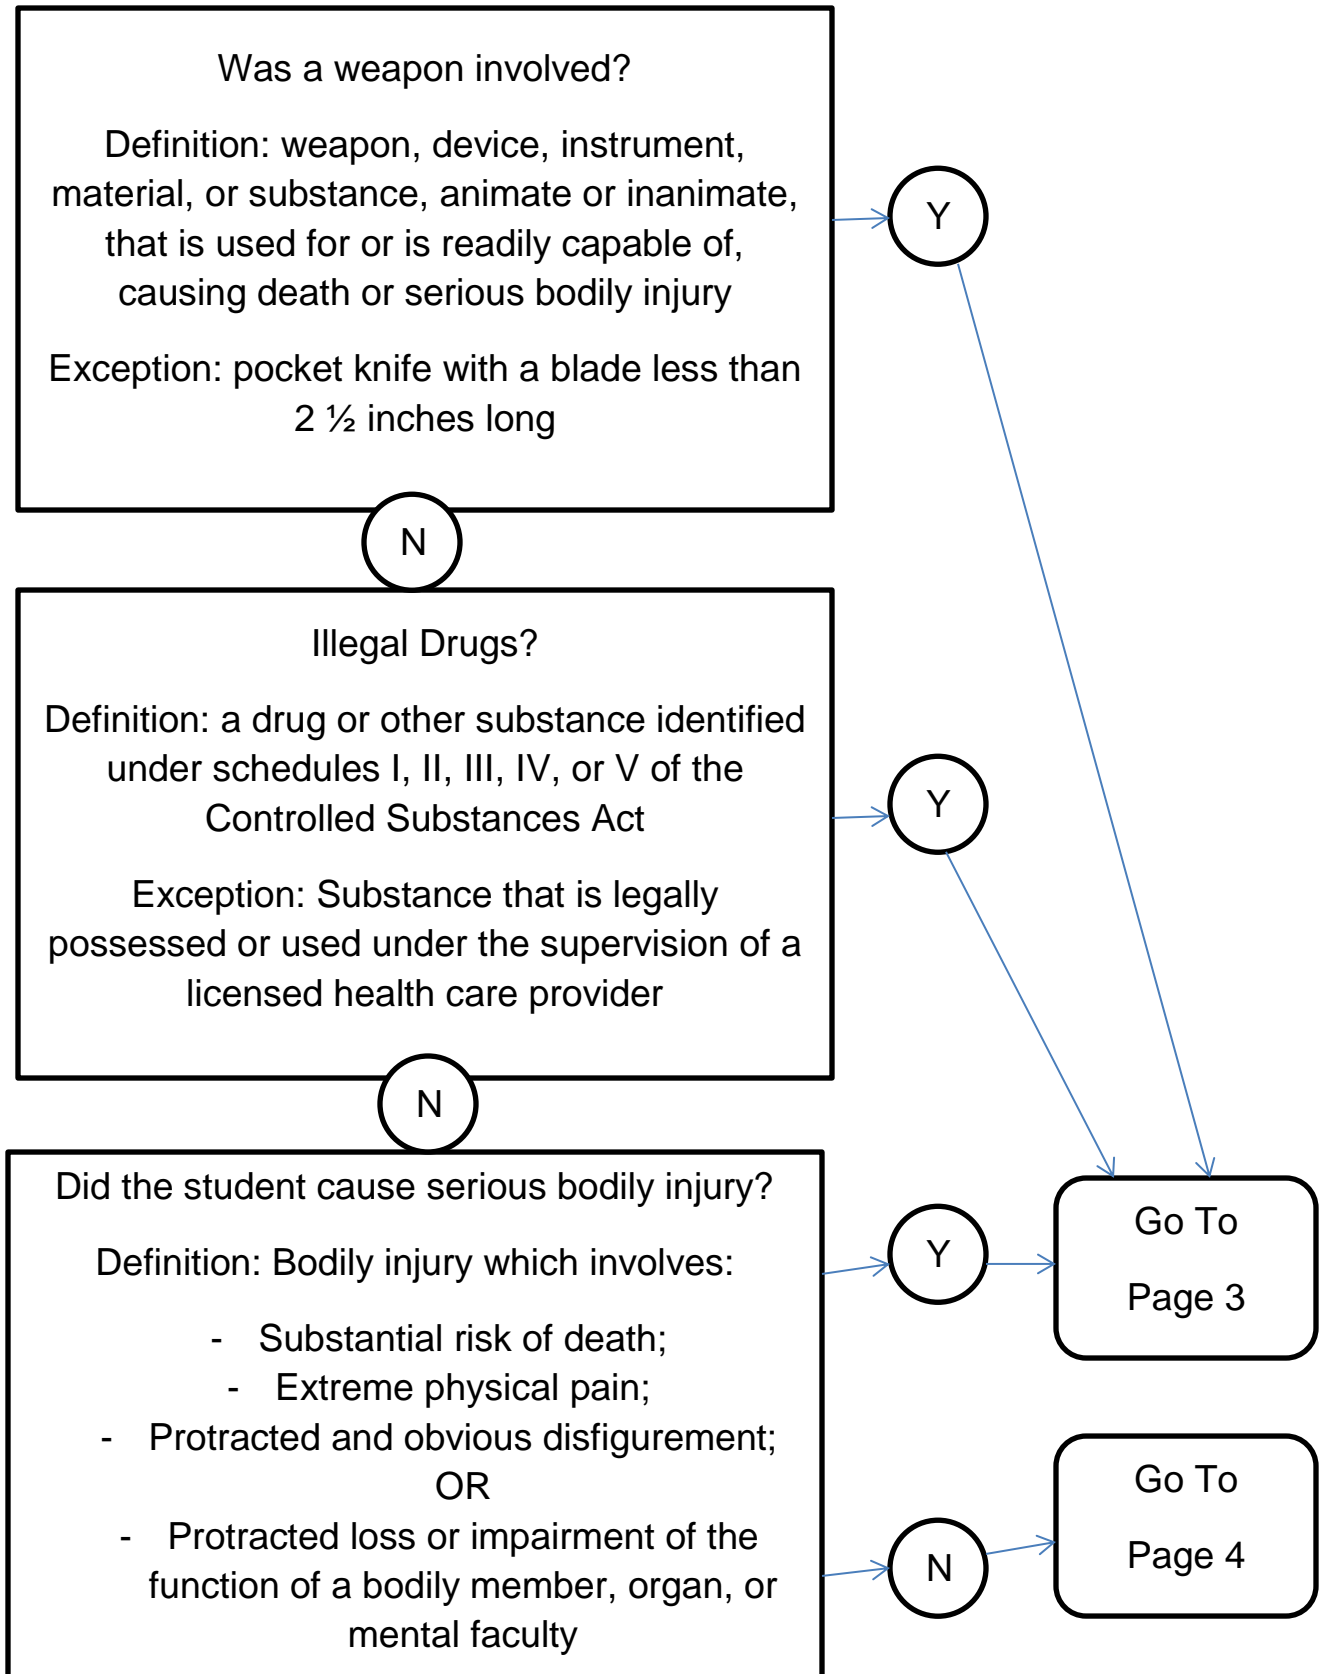 Was a weapon involved?
Definition: weapon, device, instrument,
material, or substance, animate or inanimate,
that is used for or is readily capable of,
causing death or serious bodily injury
Exception: pocket knife with a blade less than
2 ½ inches long
Y
N
Illegal Drugs?
Definition: a drug or other substance identified
under schedules I, II, III, IV, or V of the
Controlled Substances Act
Exception: Substance that is legally
possessed or used under the supervision of a
licensed health care provider
Y
N
Did the student cause serious bodily injury?
Definition: Bodily injury which involves:
- Substantial risk of death;
- Extreme physical pain;
- Protracted and obvious disfigurement;
OR
- Protracted loss or impairment of the
function of a bodily member, organ, or
mental faculty
Y
Go To
Page 3
N
Go To
Page 4